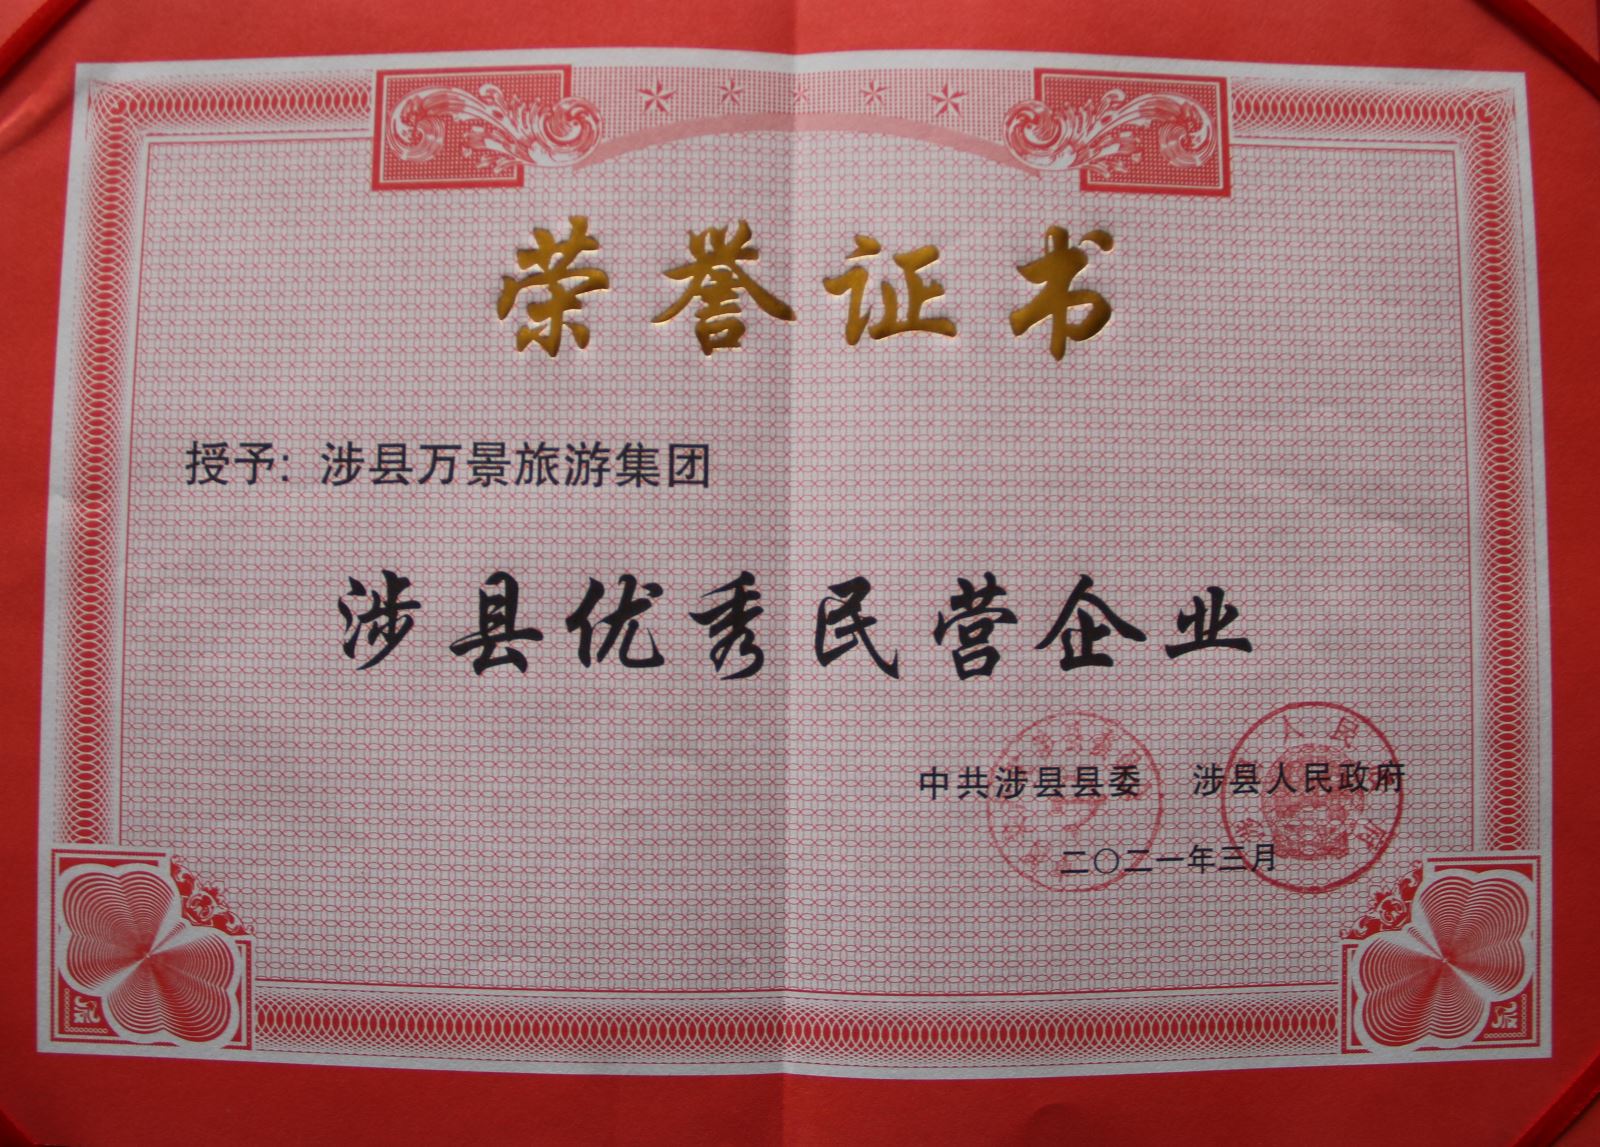 荣誉证书
授予：涉县万景旅游集团
涉县优秀民营企业
中共涉县县委 涉县人民政府
二〇二一年三月